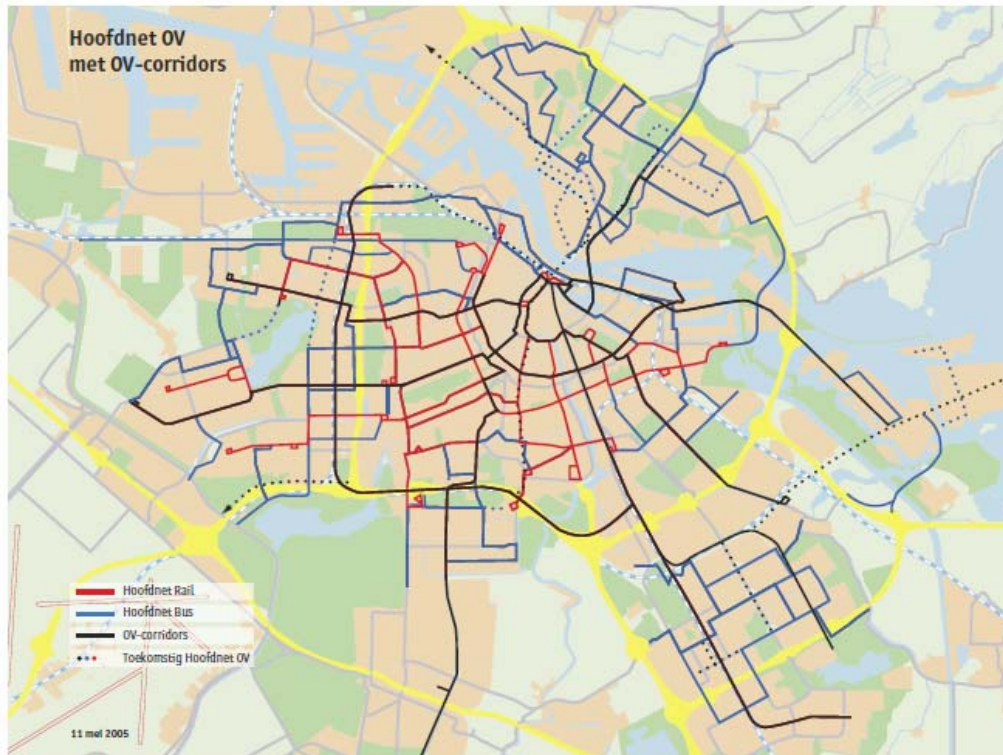 Hoofdnet OV
met OV-corridors
Hoofdnet Rail
Hoofdnet Bus
OV-corridors
Toekomstig Hoofdnet OV
11 mei 2005